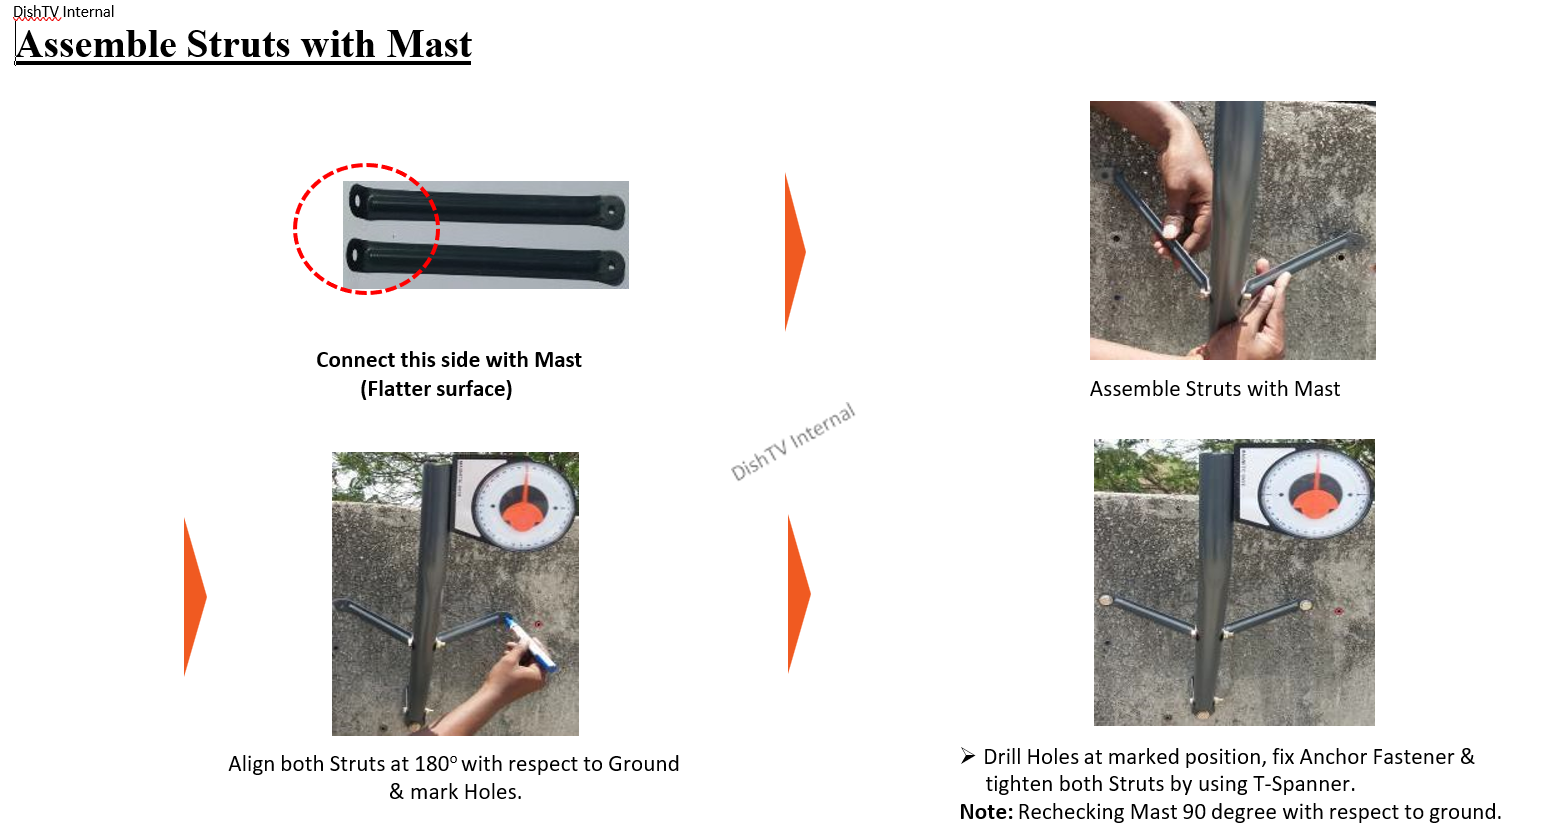 DishTV Internal
Assemble Struts with Mast
Connect this side with Mast
(Flatter surface)
Assemble Struts with Mast
DishTV Internal
Align both Struts at 180° with respect to Ground
& mark Holes.
➢ Drill Holes at marked position, fix Anchor Fastener &
tighten both Struts by using T-Spanner.
Note: Rechecking Mast 90 degree with respect to ground.